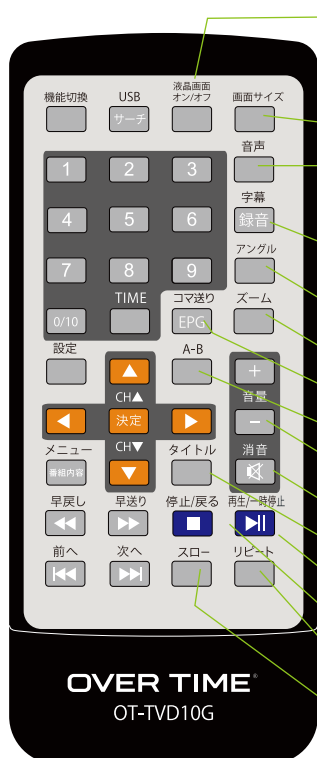 機能切換 USB 液晶画面
オン/オフ 画面サイズ
サーチ
音声
1 2 3
字幕
4 5 6 録音
アングル
7 8 9
TIME コマ送り ズーム
0/10 EPG
設定 A-B
+
CH▲ 音量
決定 −
メニュー CH▼ タイトル 消音
番組内容
早戻し 早送り 停止/戻る 再生/一時停止
前へ 次へ スロー リピート
OVER TIME®
OT-TVD10G